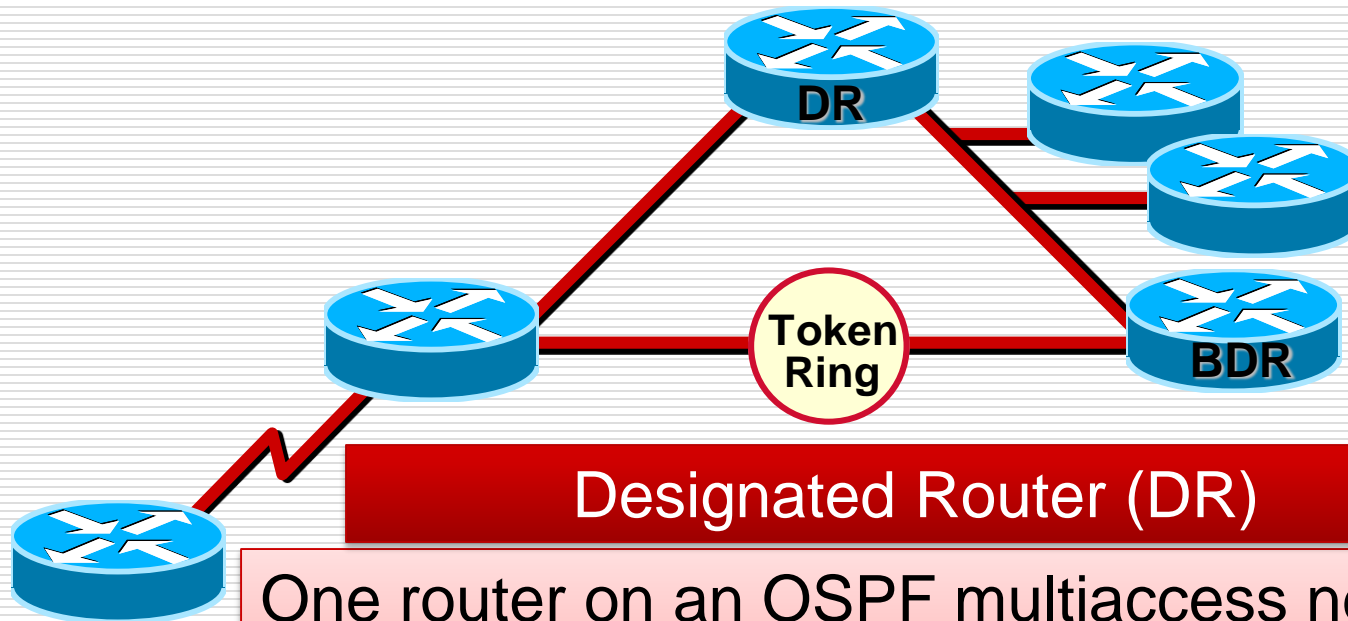 DR
Token
Ring
BDR
Designated Router (DR)
One router on an OSPF multiaccess